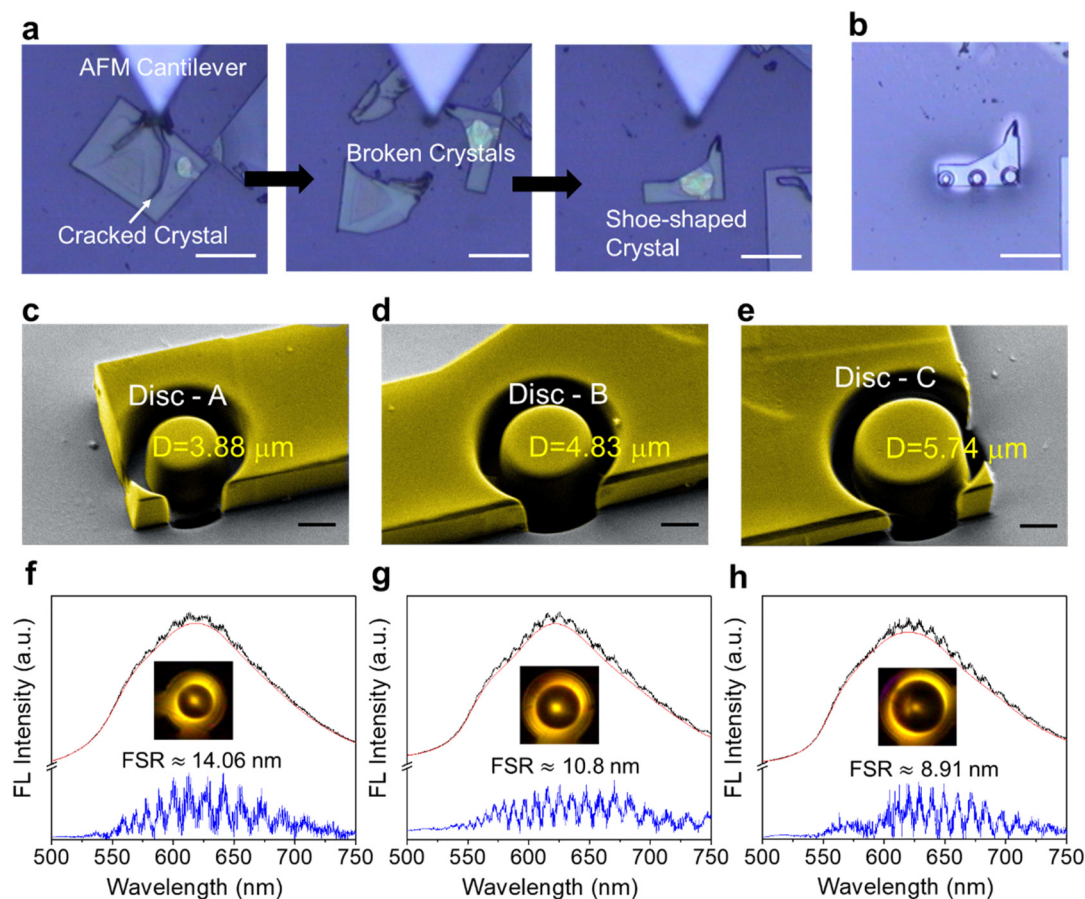 a
AFM Cantilever
Cracked Crystal
Broken Crystals
Shoe-shaped
Crystal
b
c
Disc - A
D=3.88 μm
d
Disc - B
D=4.83 μm
e
Disc - C
D=5.74 μm
f
FL Intensity (a.u.)
FSR ≈ 14.06 nm
500 550 600 650 700 750
Wavelength (nm)
g
FL Intensity (a.u.)
FSR ≈ 10.8 nm
500 550 600 650 700 750
Wavelength (nm)
h
FL Intensity (a.u.)
FSR ≈ 8.91 nm
500 550 600 650 700 750
Wavelength (nm)